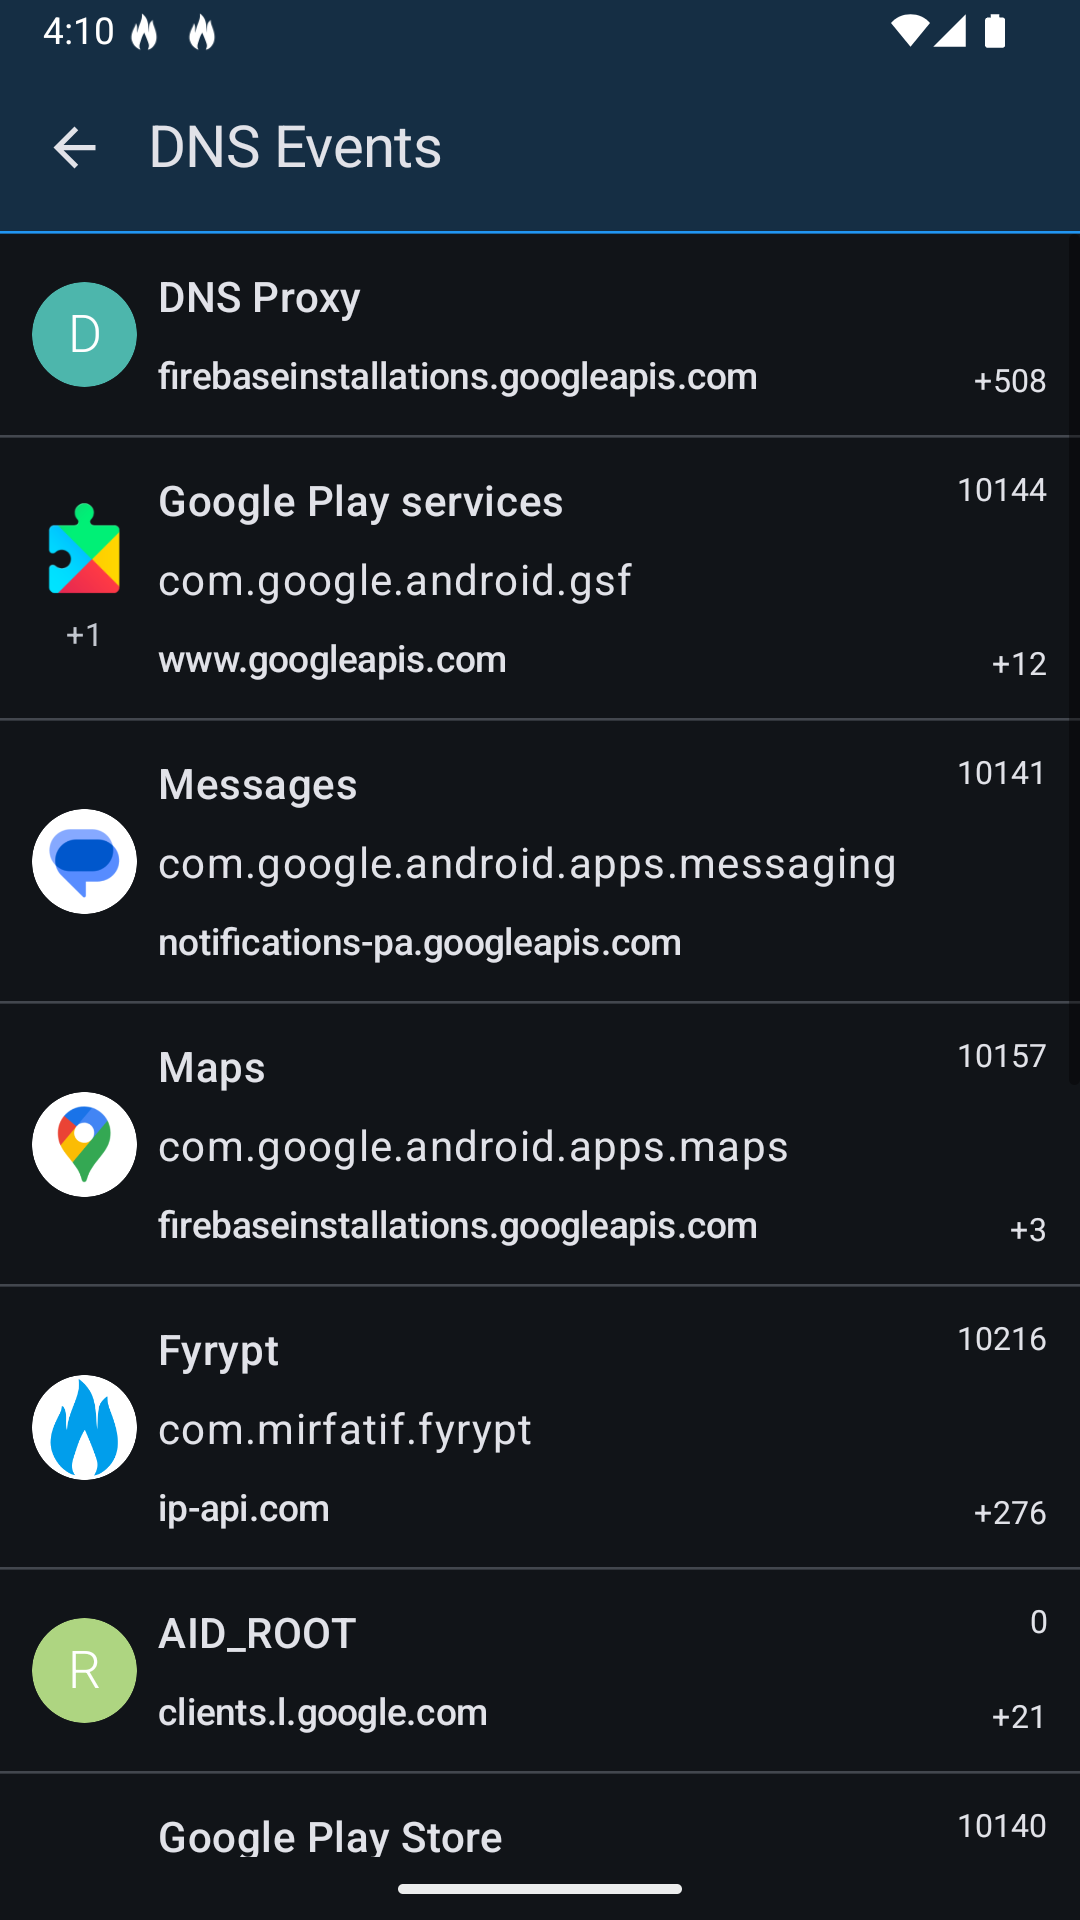 4:10
DNS Events
D
DNS Proxy
firebaseinstallations.googleapis.com
+508
Google Play services
10144
com.google.android.gsf
+1
www.googleapis.com
+12
Messages
10141
com.google.android.apps.messaging
notifications-pa.googleapis.com
Maps
10157
com.google.android.apps.maps
firebaseinstallations.googleapis.com
+3
Fyrypt
10216
com.mirfatif.fyrypt
ip-api.com
+276
R
AID_ROOT
0
clients.l.google.com
+21
Google Play Store
10140